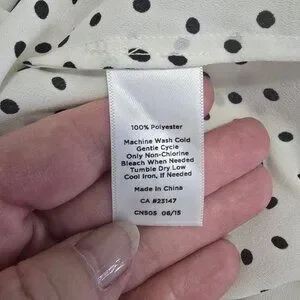 100% Polyester
Machine Wash Cold
Gentle Cycle
Only Non-Chlorine
Bleach When Needed
Tumble Dry Low
Cool Iron, If Needed
Made in China
CA #23147
CN505 06/15